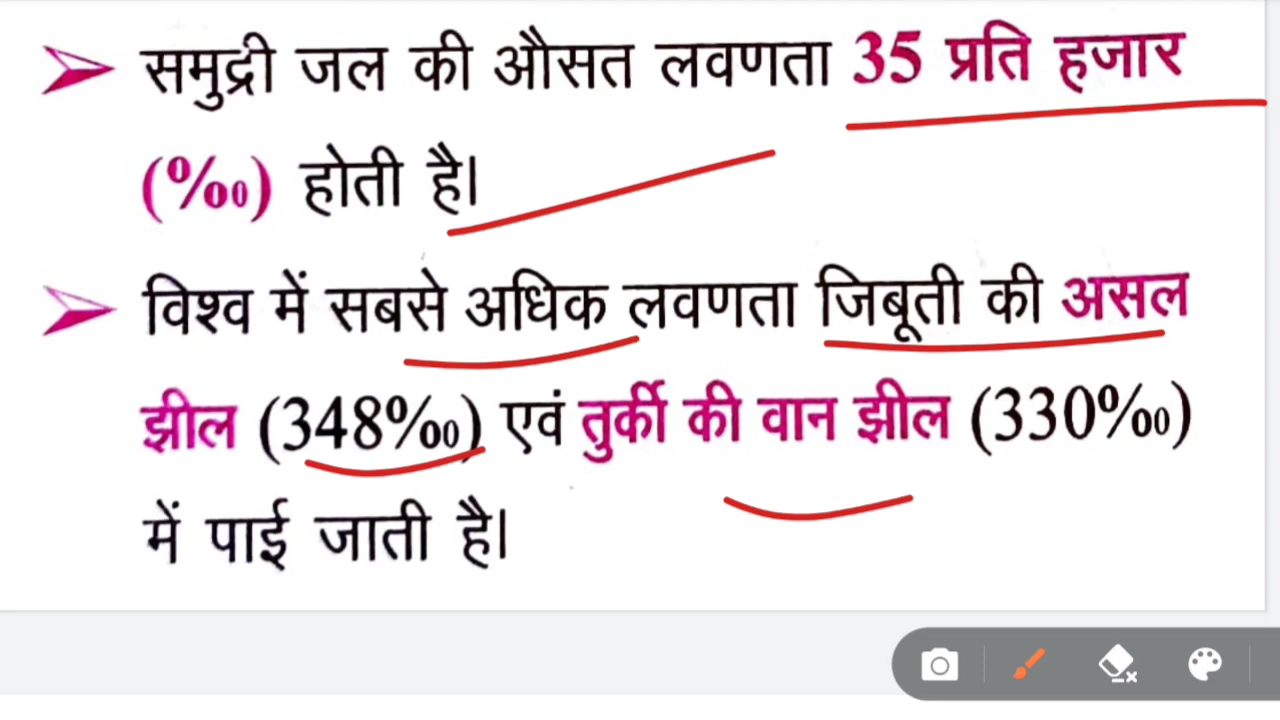 समुद्री जल की औसत लवणता 35 प्रति हजार
(‰) होती है।
विश्व में सबसे अधिक लवणता जिबूती की असल
झील (348‰) एवं तुर्की की वान झील (330‰)
में पाई जाती है।